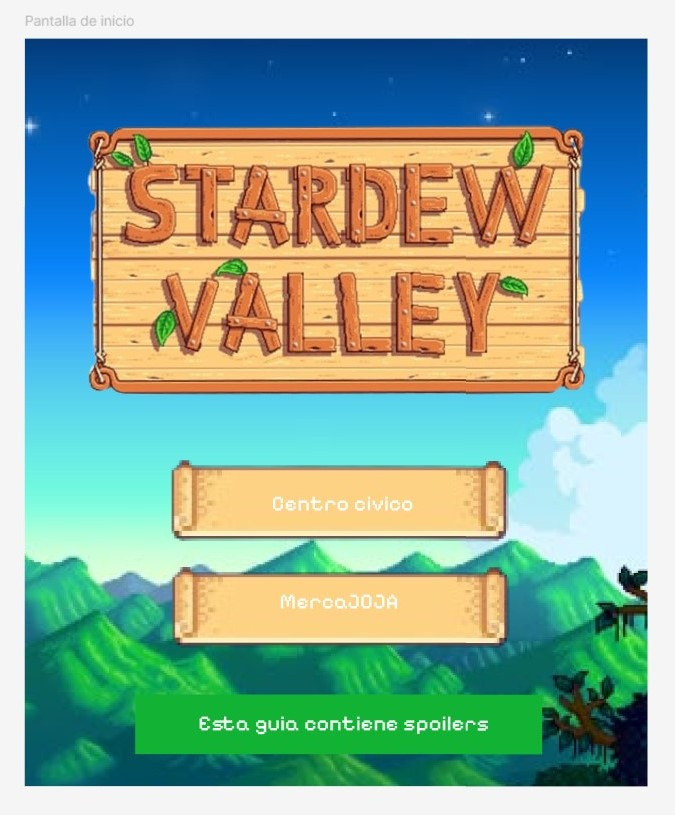 Pantalla de inicio
STARDEW
VALLEY
Centro civico
MercaJOJA
Esta guia contiene spoilers